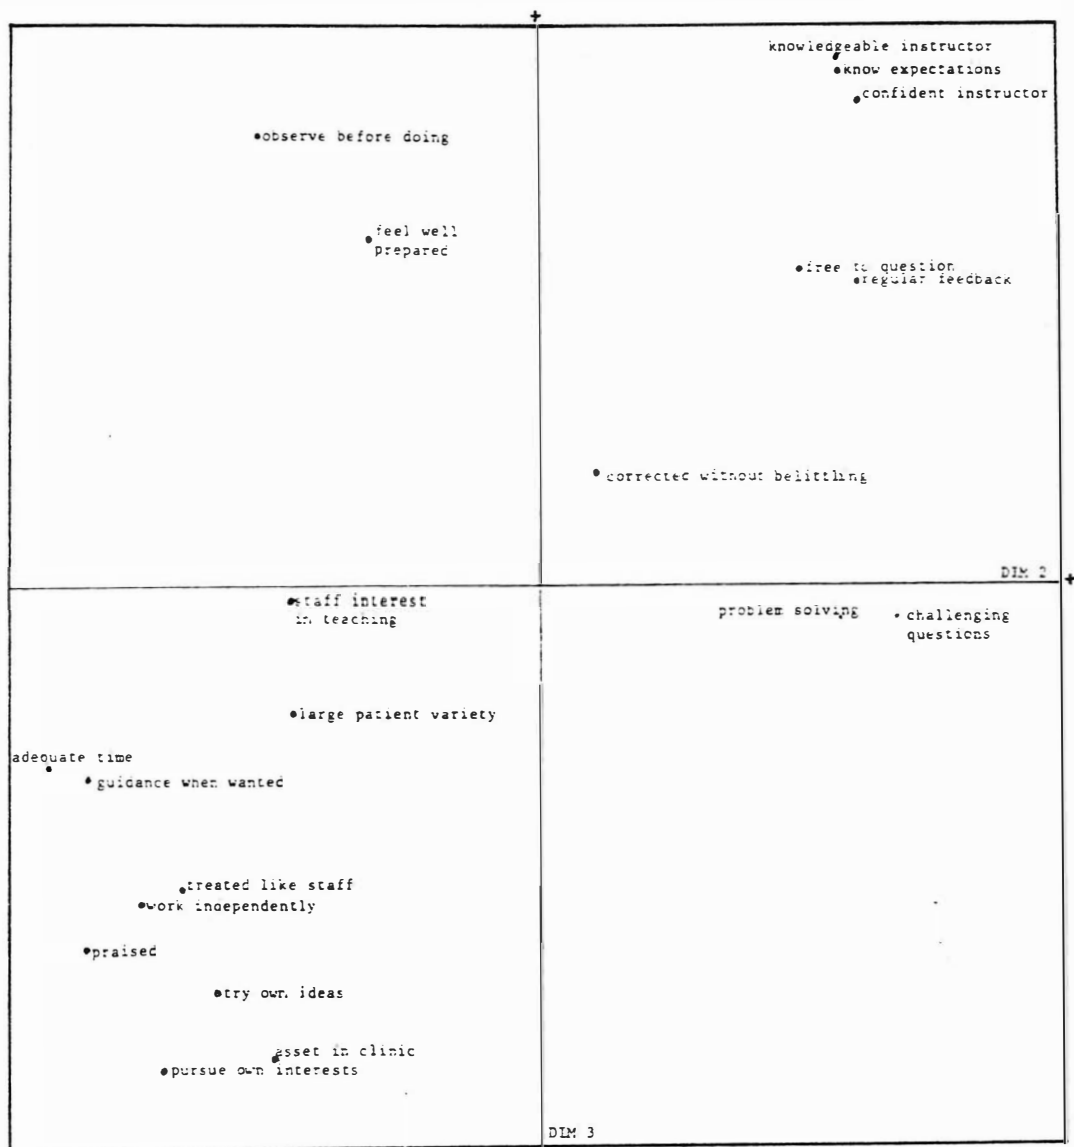 +
knowledgeable instructor
know expectations
confident instructor
observe before doing
feel well
prepared
free to question
regular feedback
corrected without belittling
DIM 2 +
staff interest
in teaching
problem solving
challenging
questions
large patient variety
adequate time
guidance when wanted
treated like staff
work independently
praised
try own ideas
asset in clinic
pursue own interests
DIM 3